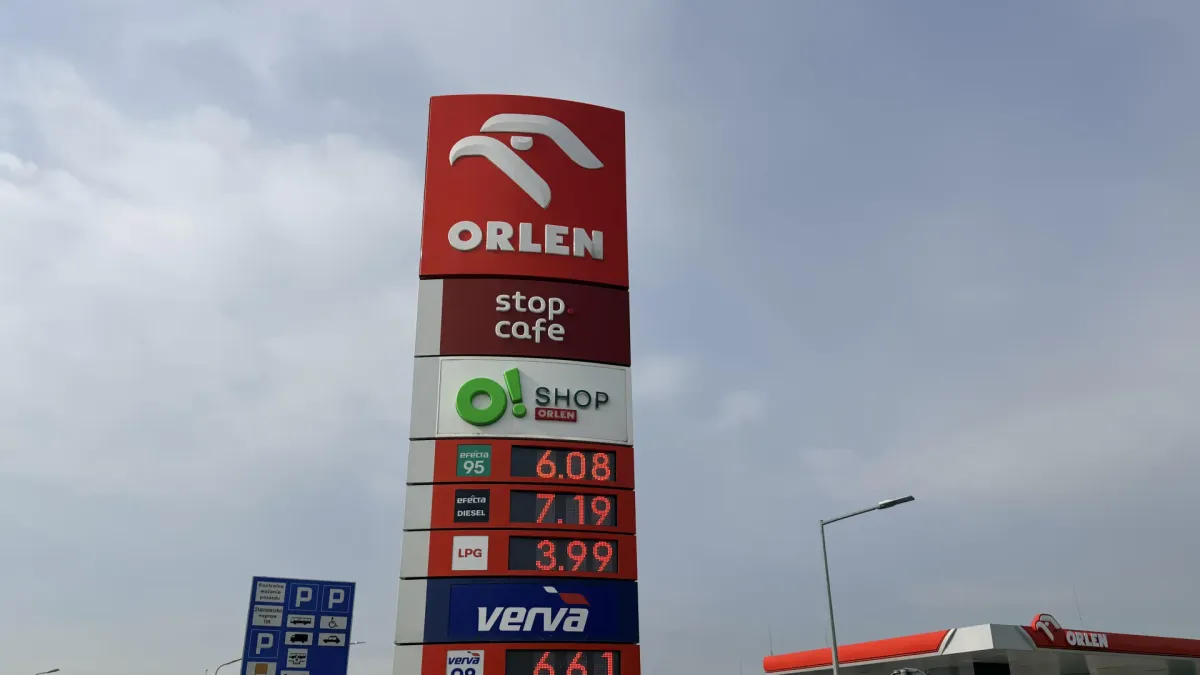 ORLEN
stop
cafe
O! SHOP
ORLEN
efecta
95
6.08
efecta
DIESEL
7.19
LPG
3.99
verva
verva
98
6.61
P P
P
ORLEN